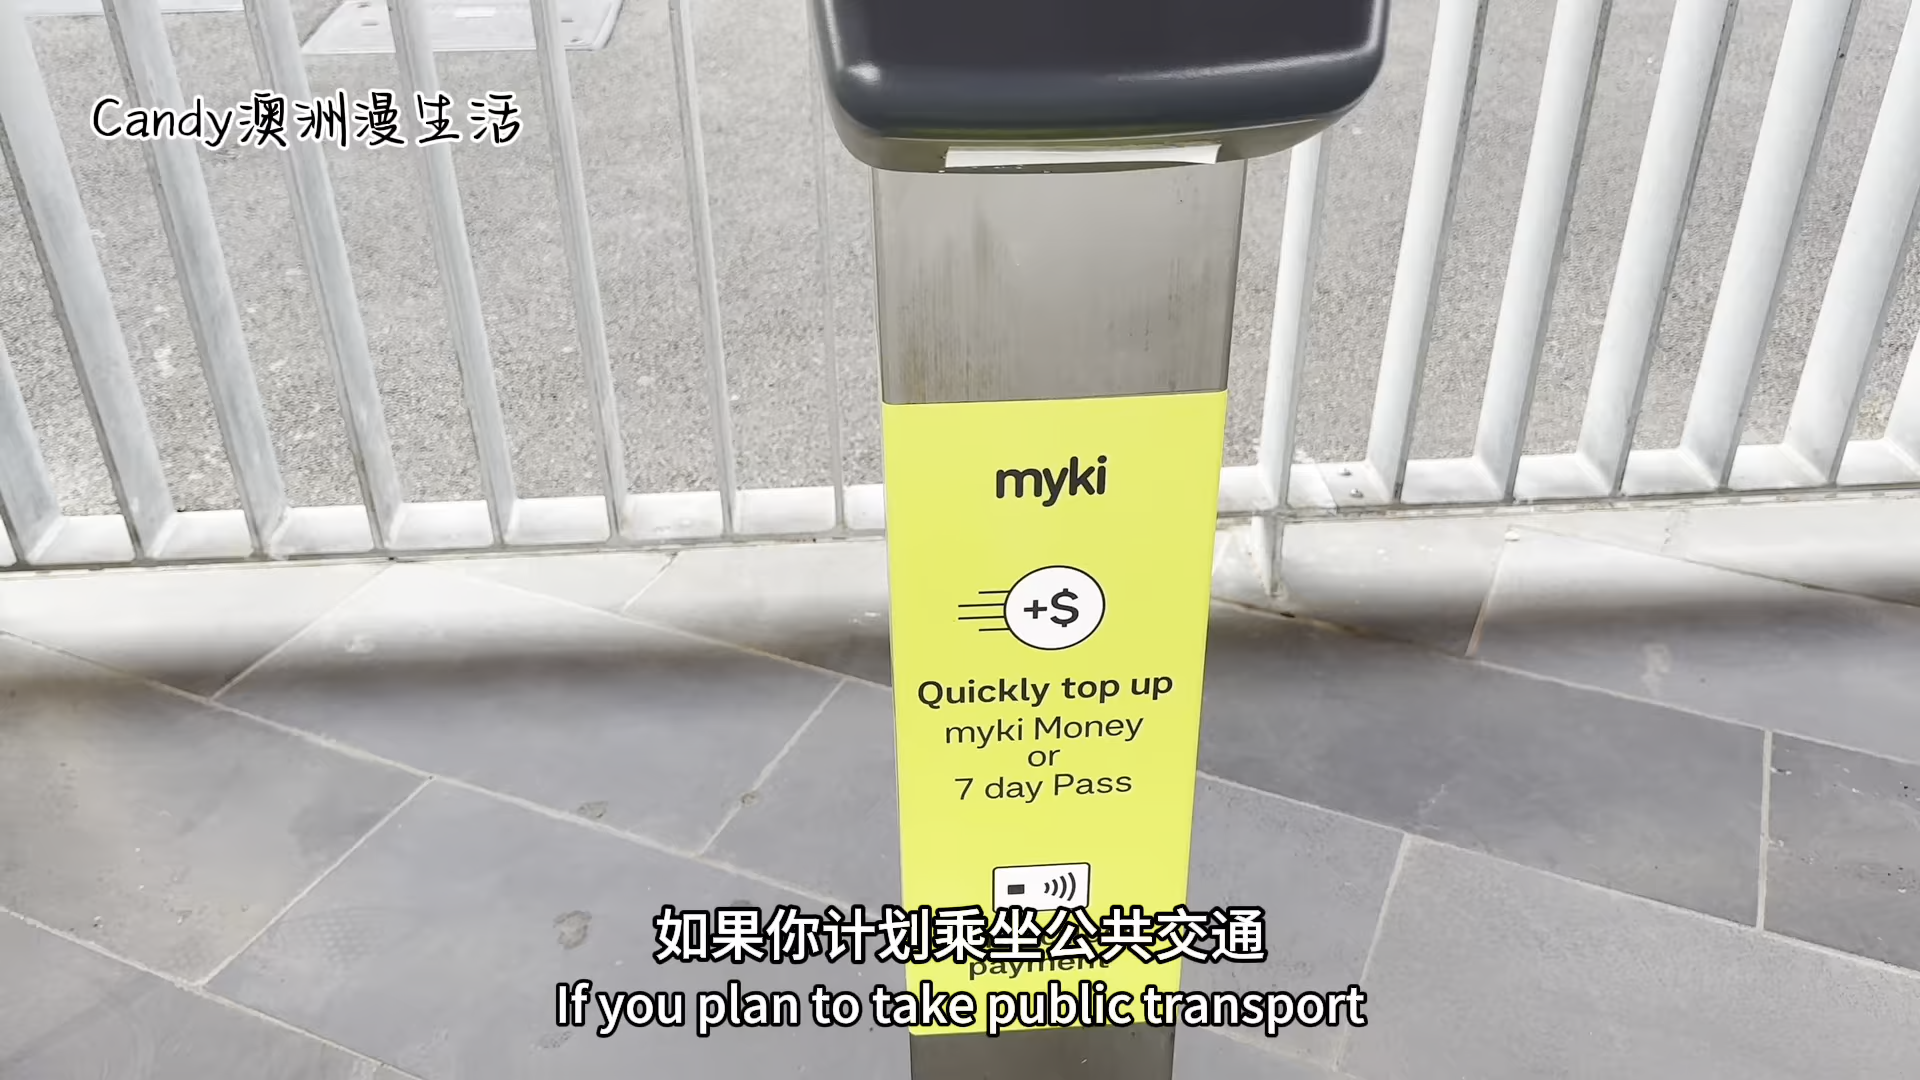 Candy澳洲漫生活
myki
+$
Quickly top up
myki Money
or
7 day Pass
payment
如果你计划乘坐公共交通
If you plan to take public transport